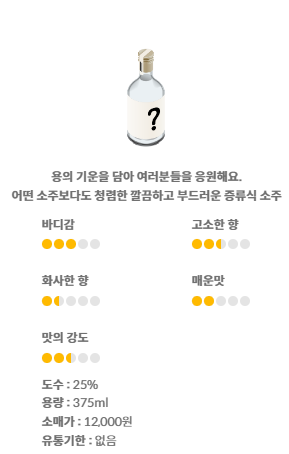 ?
용의 기운을 담아 여러분들을 응원해요.
어떤 소주보다도 청렴한 깔끔하고 부드러운 증류식 소주
바디감 고소한 향
화사한 향 매운맛
맛의 강도
도수 : 25%
용량 : 375ml
소매가 : 12,000원
유통기한 : 없음